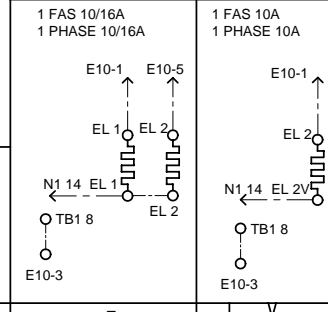 1 FAS 10/16A
1 PHASE 10/16A
E10-1 E10-5
EL 1 EL 2
N1 14 EL 1
EL 2
TB1 8
E10-3
1 FAS 10A
1 PHASE 10A
E10-1
EL 2
N1 14 EL 2V
TB1 8
E10-3